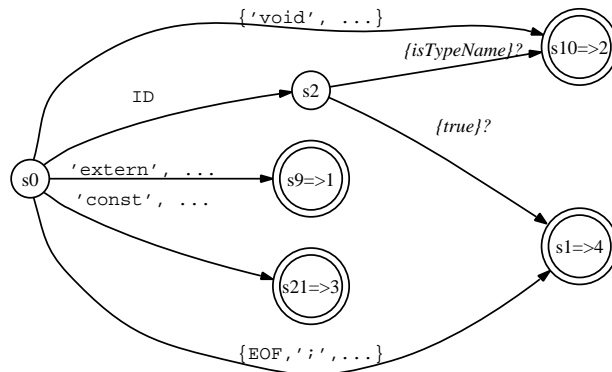 {'void', ...}
s10=>2
{isTypeName}?
ID
s2
{true}?
s0
'extern', ...
s9=>1
'const', ...
s1=>4
s21=>3
{EOF,';',...}